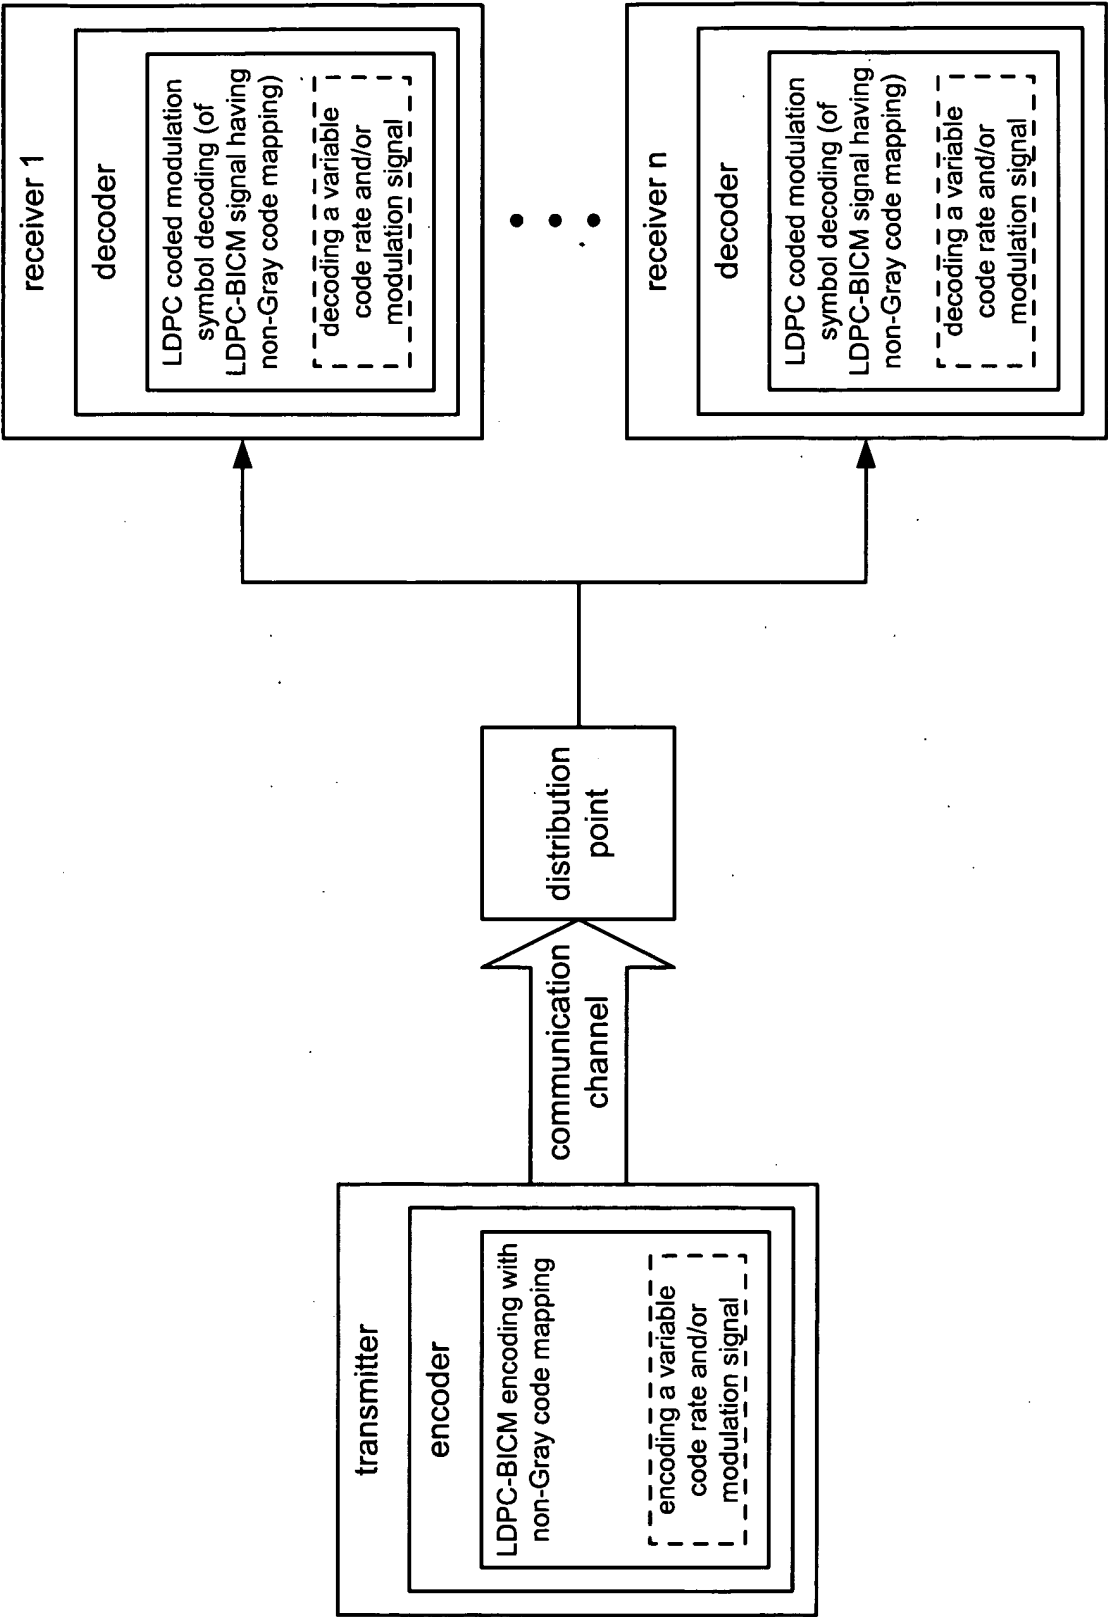 transmitter
encoder
LDPC-BICM encoding with
non-Gray code mapping
encoding a variable
code rate and/or
modulation signal
communication
channel
distribution
point
receiver 1
decoder
LDPC coded modulation
symbol decoding (of
LDPC-BICM signal having
non-Gray code mapping)
decoding a variable
code rate and/or
modulation signal
receiver n
decoder
LDPC coded modulation
symbol decoding (of
LDPC-BICM signal having
non-Gray code mapping)
decoding a variable
code rate and/or
modulation signal